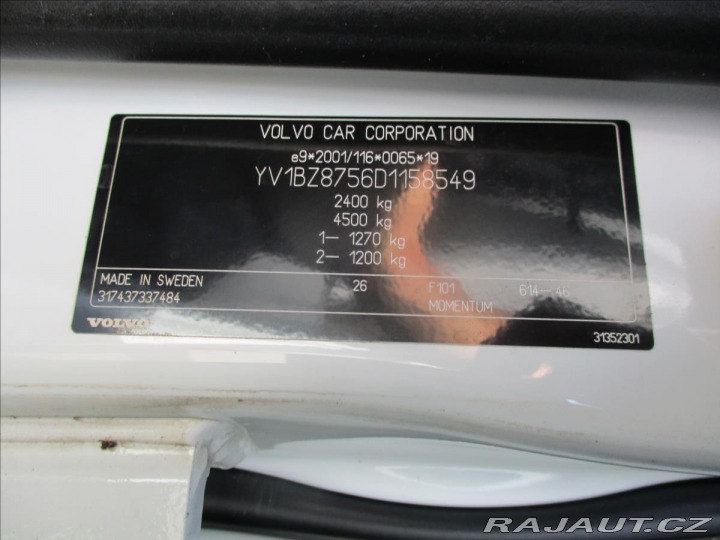 VOLVO CAR CORPORATION
e9*2001/116*0065*19
YV1BZ8756D1158549
2400 kg
4500 kg
1– 1270 kg
2– 1200 kg
MADE IN SWEDEN 26 F101 614–46
317437337484 MOMENTUM
VOLVO 31352301
RAJAUT.CZ